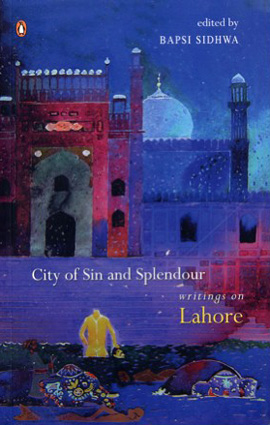 edited by
BAPSI SIDHWA
City of Sin and Splendour
writings on
Lahore